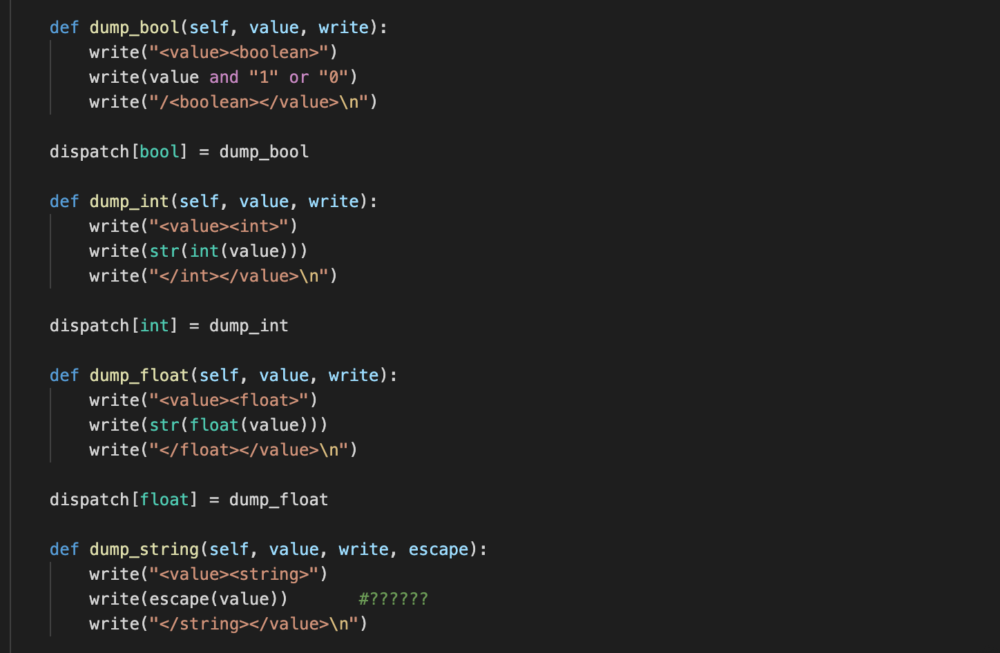 def dump_bool(self, value, write):
    write("<value><boolean>")
    write(value and "1" or "0")
    write("/<boolean></value>\n")

dispatch[bool] = dump_bool

def dump_int(self, value, write):
    write("<value><int>")
    write(str(int(value)))
    write("</int></value>\n")

dispatch[int] = dump_int

def dump_float(self, value, write):
    write("<value><float>")
    write(str(float(value)))
    write("</float></value>\n")

dispatch[float] = dump_float

def dump_string(self, value, write, escape):
    write("<value><string>")
    write(escape(value))       #??????
    write("</string></value>\n")